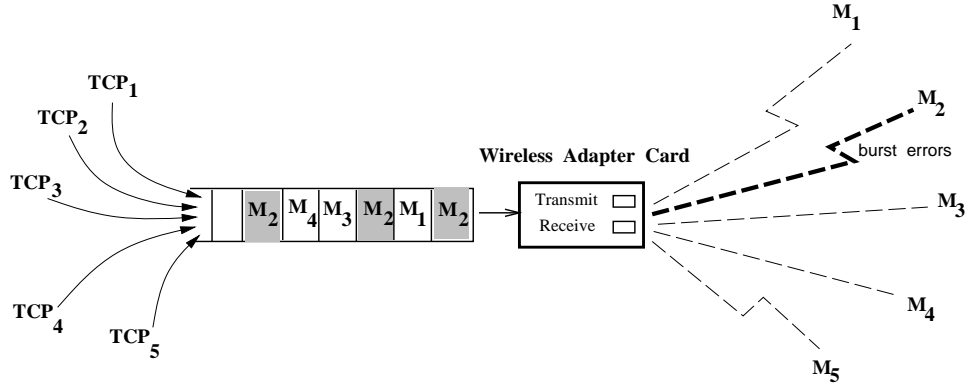 M1
TCP1
M2
TCP2
burst errors
Wireless Adapter Card
TCP3
Transmit
M2 M4 M3 M2 M1 M2
M3
Receive
M4
TCP4
TCP5
M5